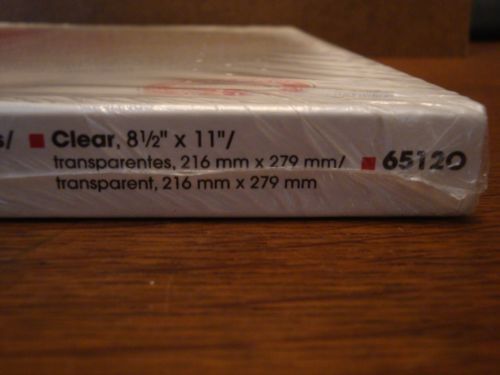 s/ ■ Clear, 8½" x 11"/
transparentes, 216 mm x 279 mm/ ■ 65120
transparent, 216 mm x 279 mm